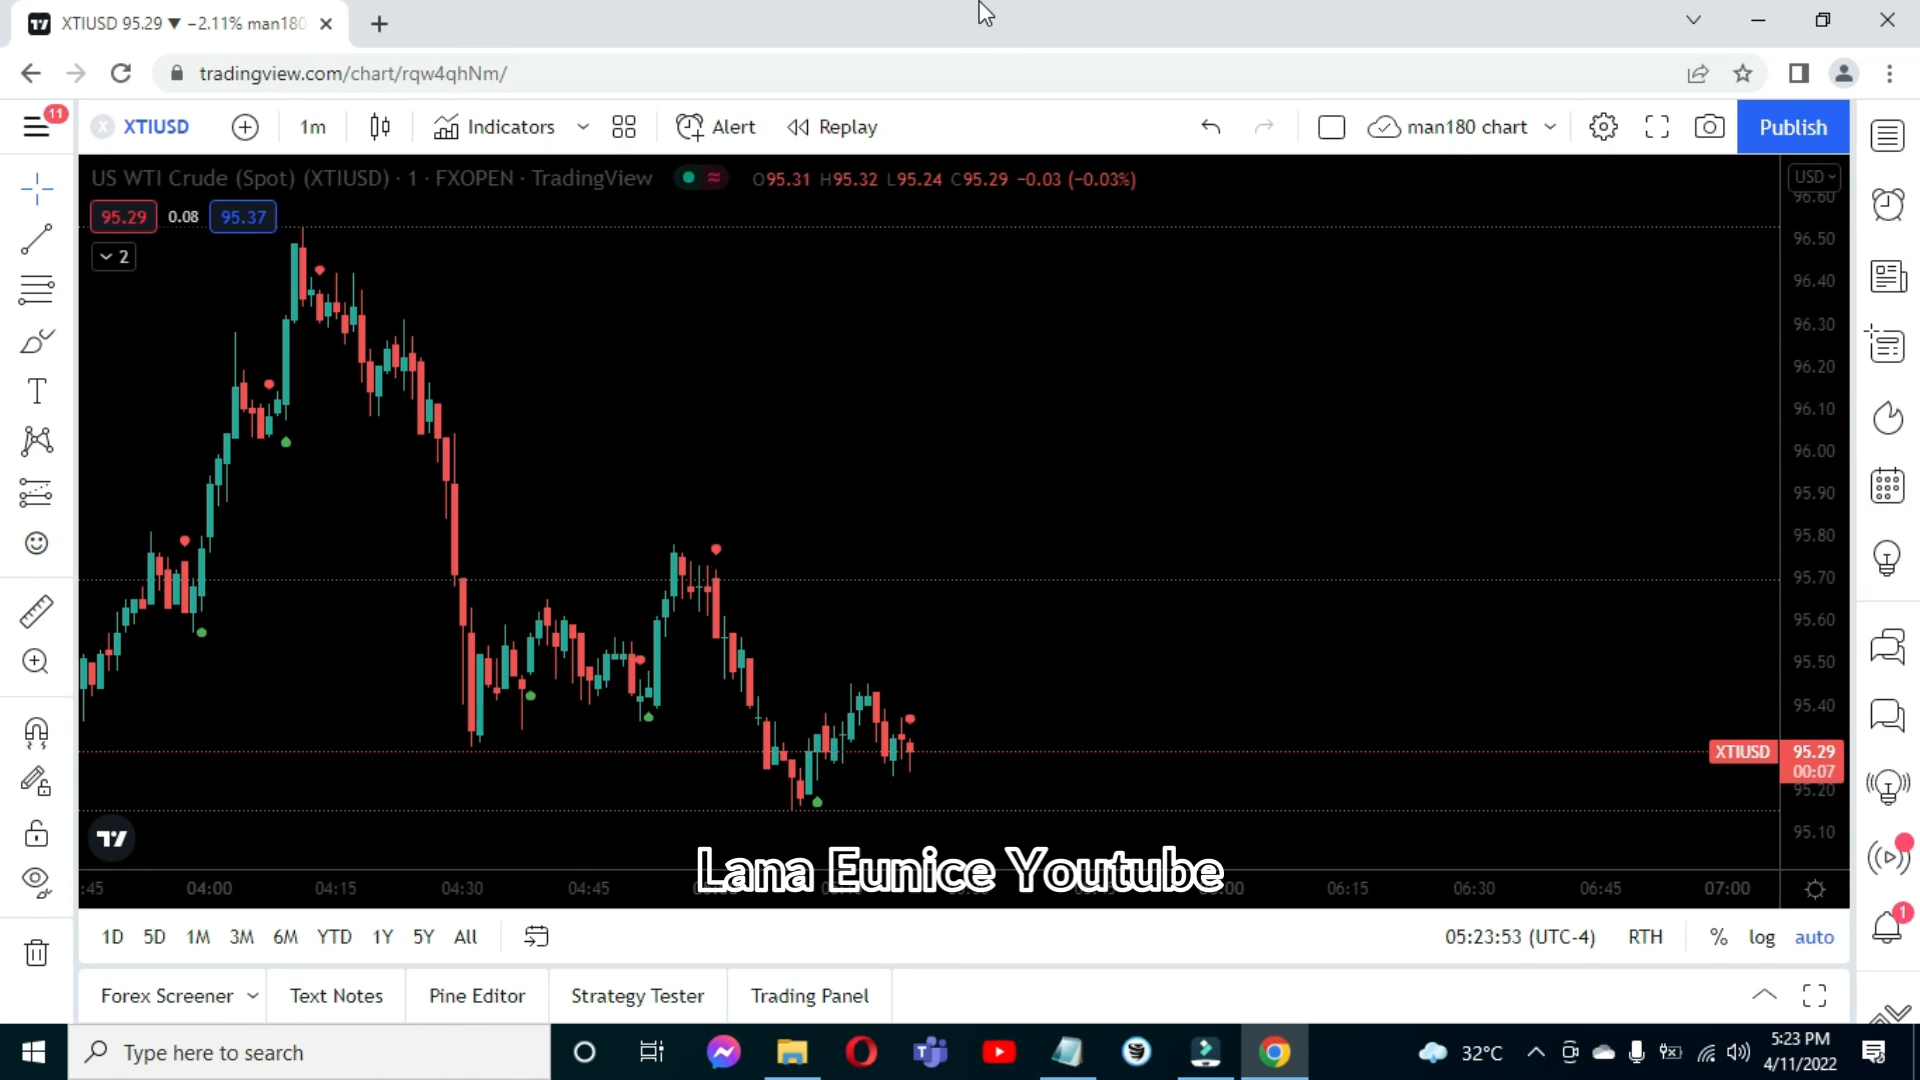 XTIUSD 95.29 ▼ −2.11% man180
tradingview.com/chart/rqw4qhNm/
11
XTIUSD
1m
Indicators
Alert
Replay
man180 chart
Publish
US WTI Crude (Spot) (XTIUSD) · 1 · FXOPEN · TradingView
O95.31 H95.32 L95.24 C95.29 −0.03 (−0.03%)
USD
95.29 0.08 95.37
2
96.60
96.50
96.40
96.30
96.20
96.10
96.00
95.90
95.80
95.70
95.60
95.50
95.40
XTIUSD 95.29
00:07
95.20
95.10
Lana Eunice Youtube
:45 04:00 04:15 04:30 04:45 06:15 06:30 06:45 07:00
1D 5D 1M 3M 6M YTD 1Y 5Y All
05:23:53 (UTC-4) RTH % log auto
1
Forex Screener Text Notes Pine Editor Strategy Tester Trading Panel
Type here to search
32°C
5:23 PM
4/11/2022